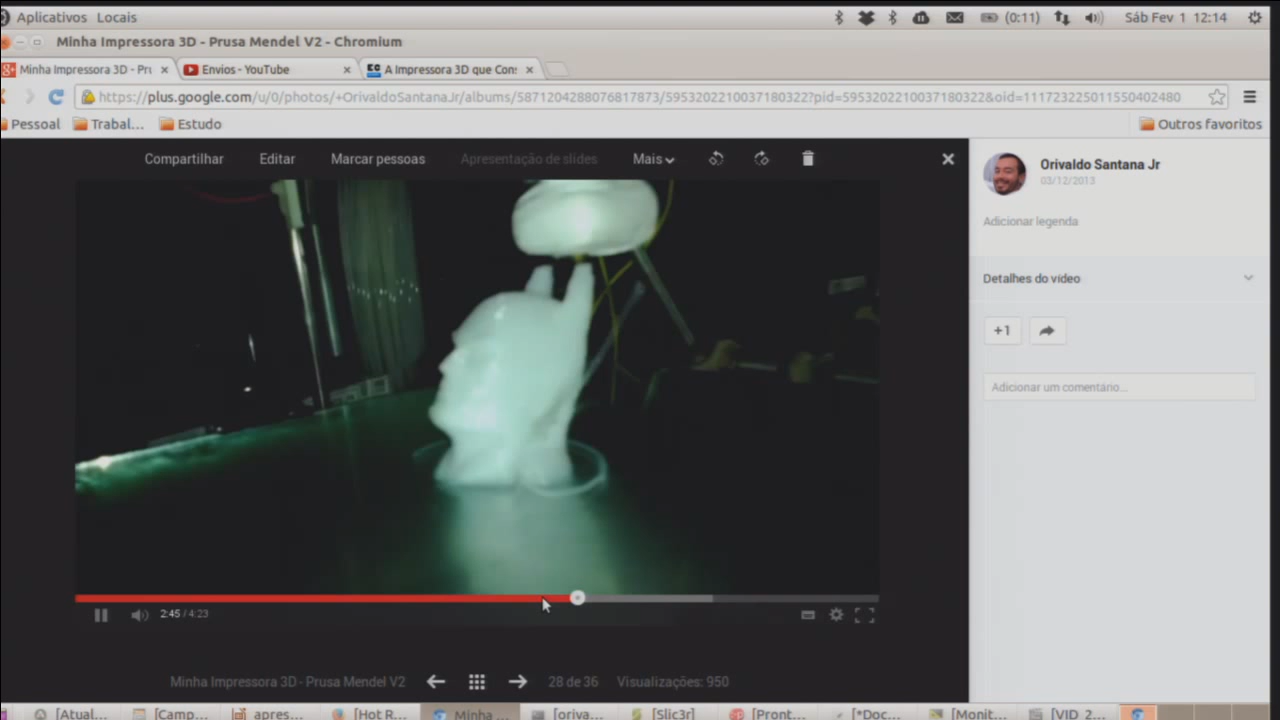 Aplicativos Locais (0:11) Sáb Fev 1 12:14
Minha Impressora 3D - Prusa Mendel V2 - Chromium
Minha Impressora 3D - Pru × Envios - YouTube × A Impressora 3D que Cons ×
https://plus.google.com/u/0/photos/+OrivaldoSantanaJr/albums/5871204288076817873/5953202210037180322?pid=5953202210037180322&oid=111723225011550402480
Pessoal Trabal... Estudo Outros favoritos
Compartilhar Editar Marcar pessoas Apresentação de slides Mais
Orivaldo Santana Jr
03/12/2013
Adicionar legenda
Detalhes do vídeo
+1
Adicionar um comentário...
2:45 / 4:23
Minha Impressora 3D - Prusa Mendel V2 28 de 36 Visualizações: 950
[Atual... [Camp... apres... [Hot R... Minha ... [oriva... [Slic3r] [Pront... [*Doc... [Monit... [VID_2...